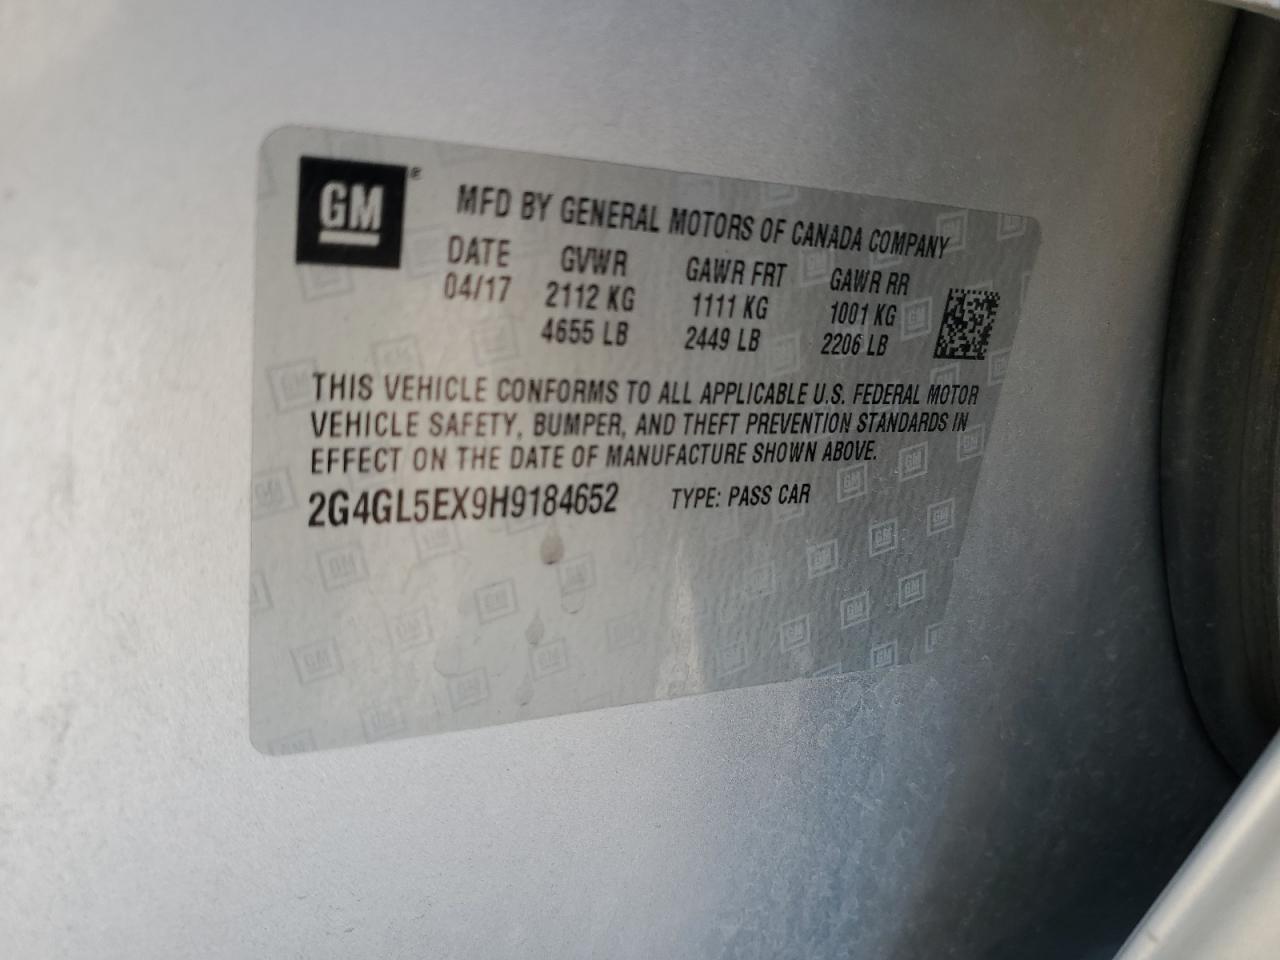 GM ®
MFD BY GENERAL MOTORS OF CANADA COMPANY
DATE GVWR GAWR FRT GAWR RR
04/17 2112 KG 1111 KG 1001 KG
4655 LB 2449 LB 2206 LB
THIS VEHICLE CONFORMS TO ALL APPLICABLE U.S. FEDERAL MOTOR
VEHICLE SAFETY, BUMPER, AND THEFT PREVENTION STANDARDS IN
EFFECT ON THE DATE OF MANUFACTURE SHOWN ABOVE.
2G4GL5EX9H9184652 TYPE: PASS CAR